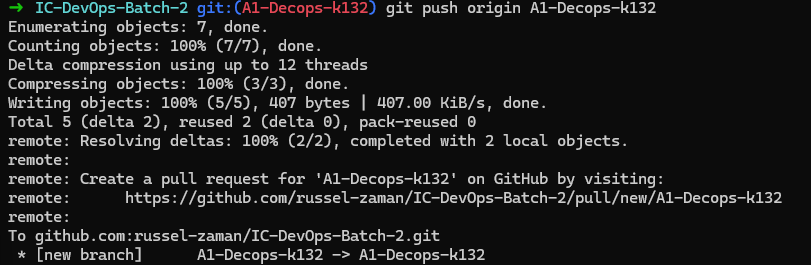 ➜ IC-DevOps-Batch-2 git:(A1-Decops-k132) git push origin A1-Decops-k132
Enumerating objects: 7, done.
Counting objects: 100% (7/7), done.
Delta compression using up to 12 threads
Compressing objects: 100% (3/3), done.
Writing objects: 100% (5/5), 407 bytes | 407.00 KiB/s, done.
Total 5 (delta 2), reused 2 (delta 0), pack-reused 0
remote: Resolving deltas: 100% (2/2), completed with 2 local objects.
remote:
remote: Create a pull request for 'A1-Decops-k132' on GitHub by visiting:
remote:      https://github.com/russel-zaman/IC-DevOps-Batch-2/pull/new/A1-Decops-k132
remote:
To github.com:russel-zaman/IC-DevOps-Batch-2.git
 * [new branch]      A1-Decops-k132 -> A1-Decops-k132